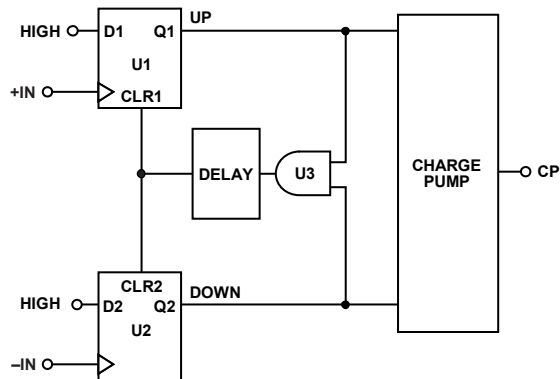 UP
HIGH
D1
Q1
U1
+IN
CLR1
DELAY
U3
CHARGE
PUMP
CP
CLR2
DOWN
HIGH
D2
Q2
U2
–IN